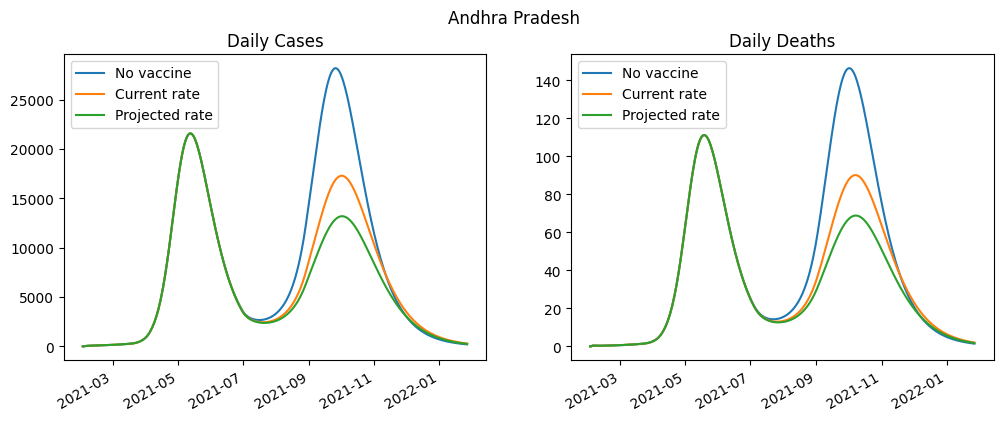 Andhra Pradesh
Daily Cases
No vaccine
Current rate
Projected rate
25000
20000
15000
10000
5000
0
2021-03
2021-05
2021-07
2021-09
2021-11
2022-01
Daily Deaths
No vaccine
Current rate
Projected rate
140
120
100
80
60
40
20
0
2021-03
2021-05
2021-07
2021-09
2021-11
2022-01